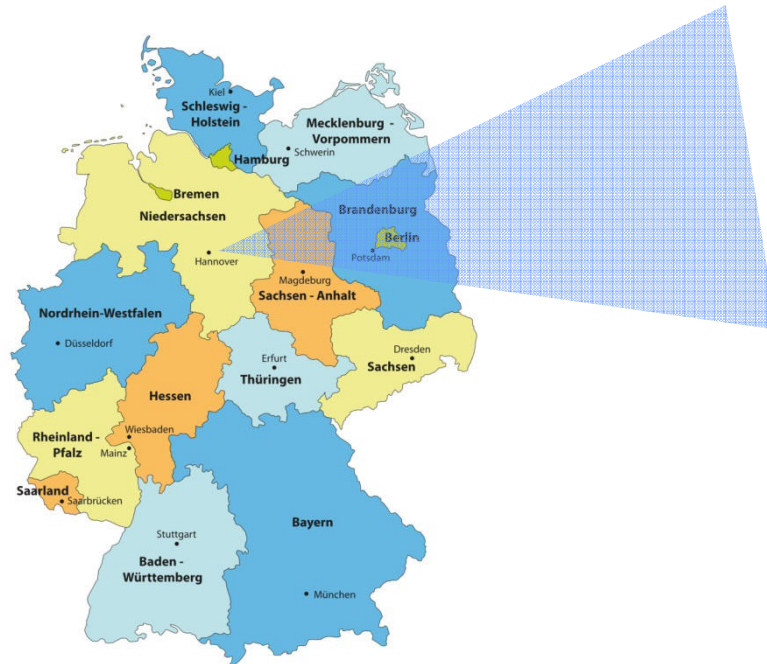 Kiel
Schleswig -
Holstein
Mecklenburg -
Vorpommern
Schwerin
Hamburg
Bremen
Niedersachsen
Hannover
Brandenburg
Berlin
Potsdam
Magdeburg
Sachsen - Anhalt
Nordrhein-Westfalen
Düsseldorf
Erfurt
Thüringen
Dresden
Sachsen
Hessen
Wiesbaden
Rheinland -
Pfalz
Mainz
Saarland
Saarbrücken
Stuttgart
Baden -
Württemberg
Bayern
München